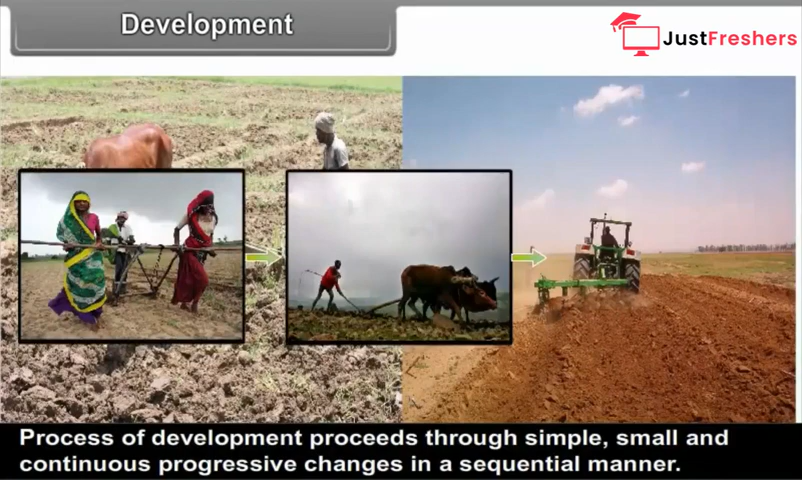 Development
JustFreshers
Process of development proceeds through simple, small and
continuous progressive changes in a sequential manner.